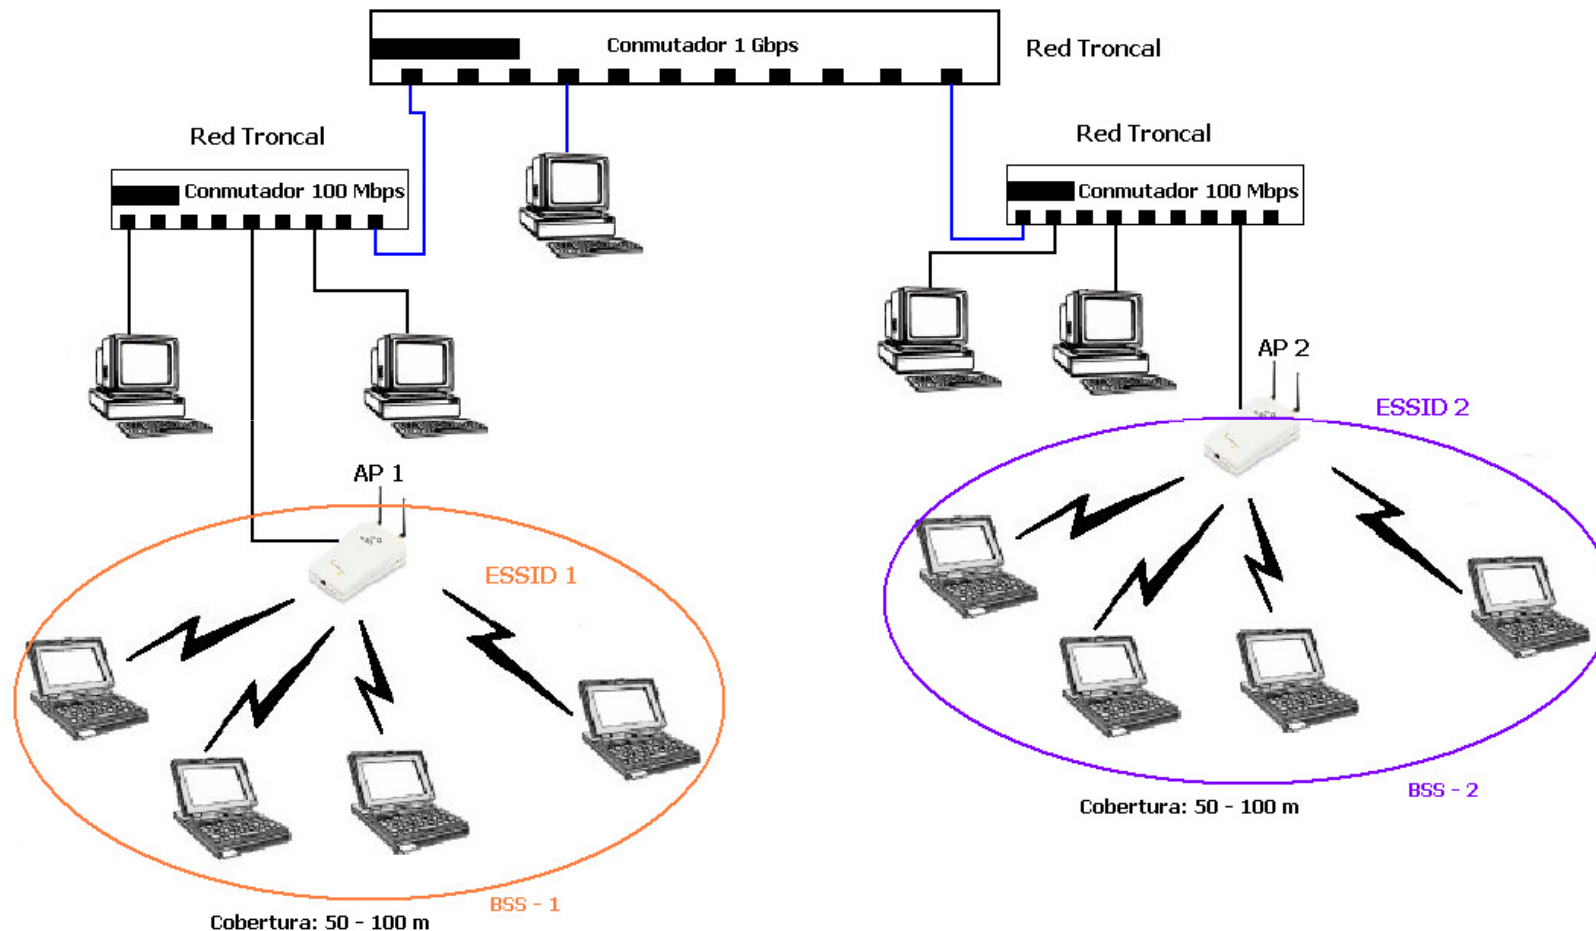 Conmutador 1 Gbps
Red Troncal
Red Troncal
Conmutador 100 Mbps
Red Troncal
Conmutador 100 Mbps
AP 2
ESSID 2
AP 1
ESSID 1
BSS - 2
Cobertura: 50 - 100 m
BSS - 1
Cobertura: 50 - 100 m